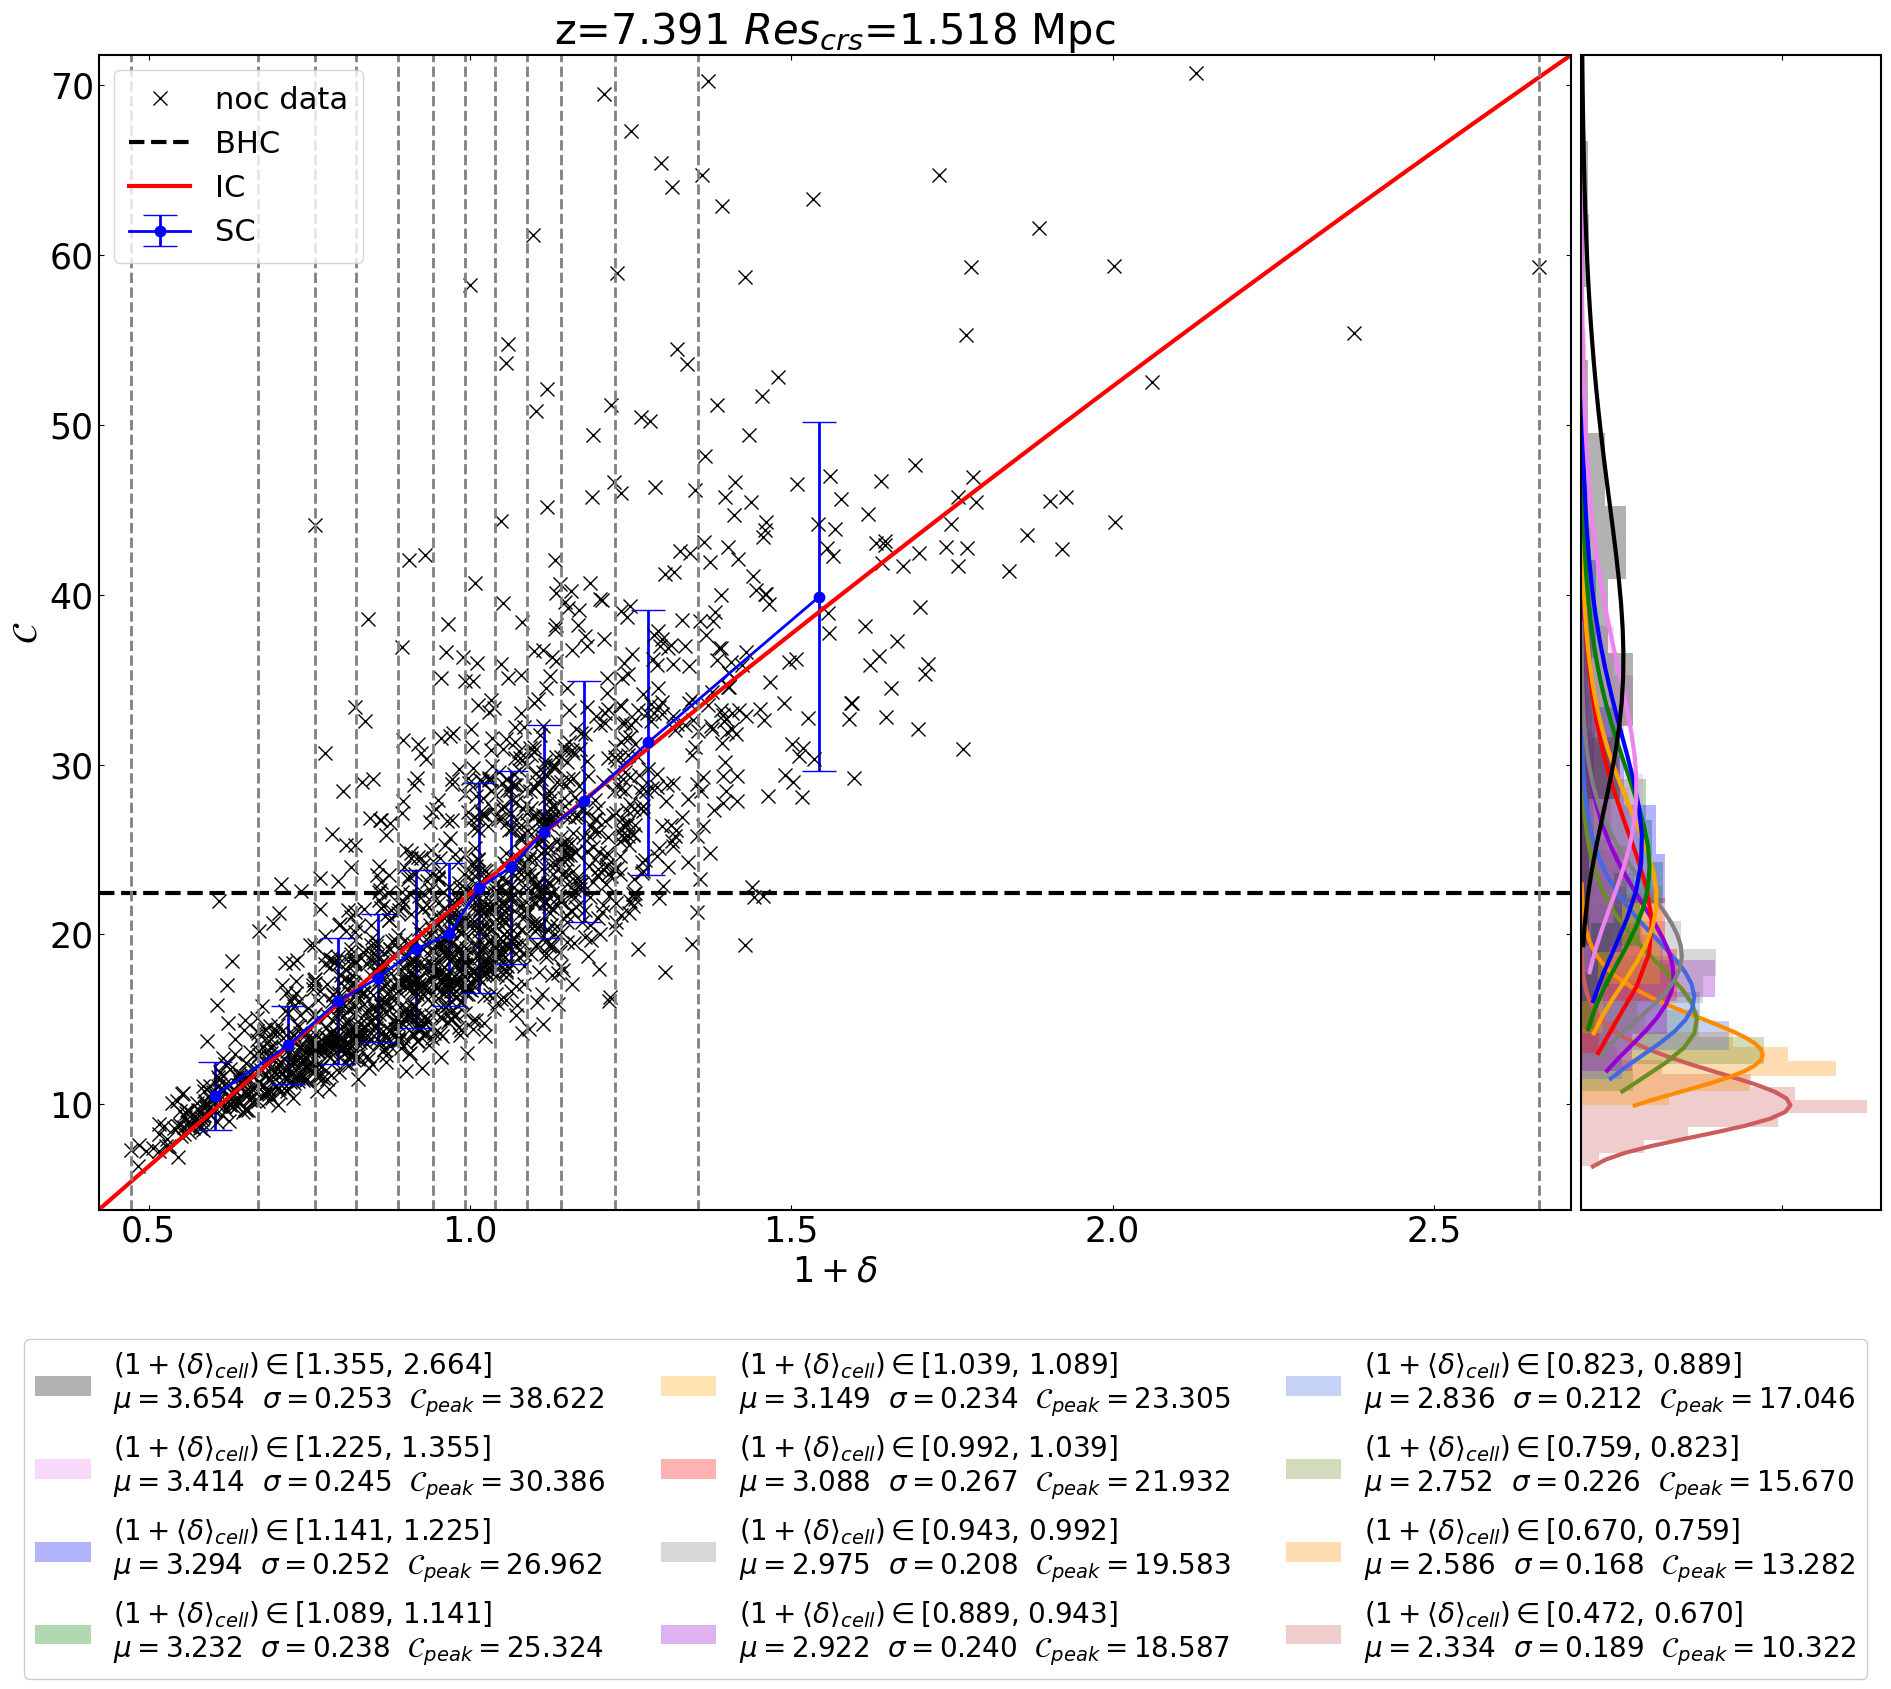 z=7.391 Res_crs=1.518 Mpc
noc data
BHC
IC
SC
70
60
50
40
30
20
10
𝒞
0.5 1.0 1.5 2.0 2.5
1 + δ
(1 + ⟨δ⟩_cell) ∈ [1.355, 2.664]
μ = 3.654 σ = 0.253 𝒞_peak = 38.622
(1 + ⟨δ⟩_cell) ∈ [1.225, 1.355]
μ = 3.414 σ = 0.245 𝒞_peak = 30.386
(1 + ⟨δ⟩_cell) ∈ [1.141, 1.225]
μ = 3.294 σ = 0.252 𝒞_peak = 26.962
(1 + ⟨δ⟩_cell) ∈ [1.089, 1.141]
μ = 3.232 σ = 0.238 𝒞_peak = 25.324
(1 + ⟨δ⟩_cell) ∈ [1.039, 1.089]
μ = 3.149 σ = 0.234 𝒞_peak = 23.305
(1 + ⟨δ⟩_cell) ∈ [0.992, 1.039]
μ = 3.088 σ = 0.267 𝒞_peak = 21.932
(1 + ⟨δ⟩_cell) ∈ [0.943, 0.992]
μ = 2.975 σ = 0.208 𝒞_peak = 19.583
(1 + ⟨δ⟩_cell) ∈ [0.889, 0.943]
μ = 2.922 σ = 0.240 𝒞_peak = 18.587
(1 + ⟨δ⟩_cell) ∈ [0.823, 0.889]
μ = 2.836 σ = 0.212 𝒞_peak = 17.046
(1 + ⟨δ⟩_cell) ∈ [0.759, 0.823]
μ = 2.752 σ = 0.226 𝒞_peak = 15.670
(1 + ⟨δ⟩_cell) ∈ [0.670, 0.759]
μ = 2.586 σ = 0.168 𝒞_peak = 13.282
(1 + ⟨δ⟩_cell) ∈ [0.472, 0.670]
μ = 2.334 σ = 0.189 𝒞_peak = 10.322